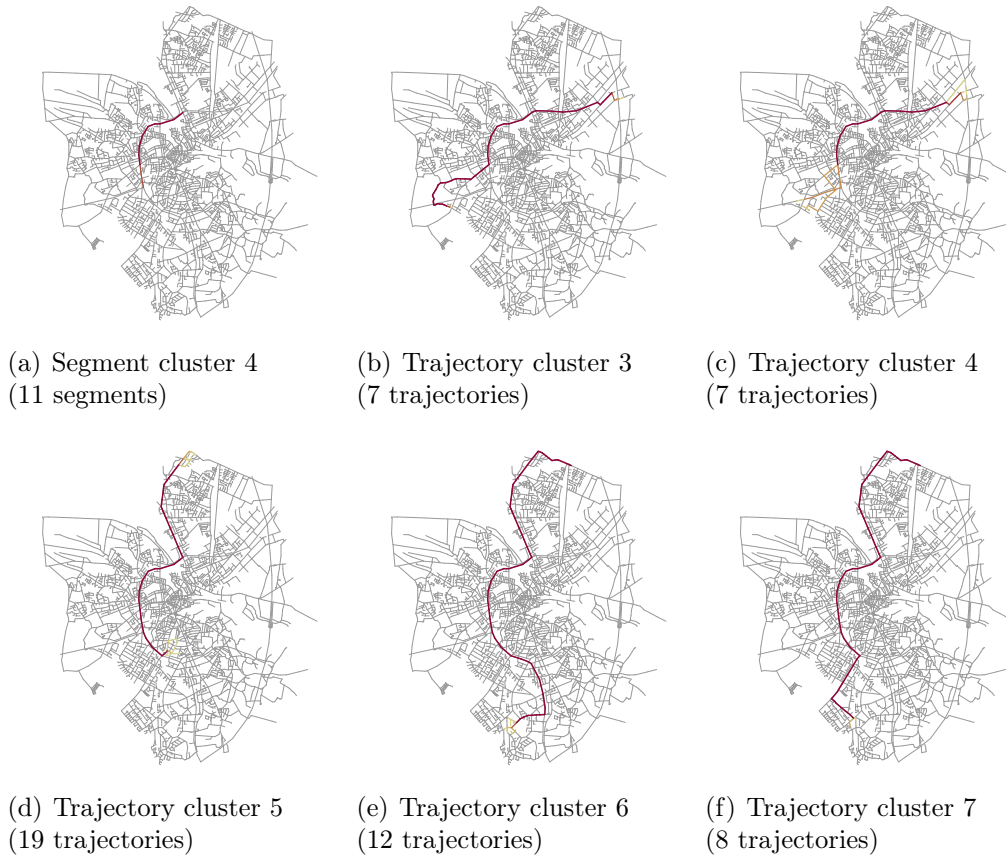 (a) Segment cluster 4
(11 segments)
(b) Trajectory cluster 3
(7 trajectories)
(c) Trajectory cluster 4
(7 trajectories)
(d) Trajectory cluster 5
(19 trajectories)
(e) Trajectory cluster 6
(12 trajectories)
(f) Trajectory cluster 7
(8 trajectories)